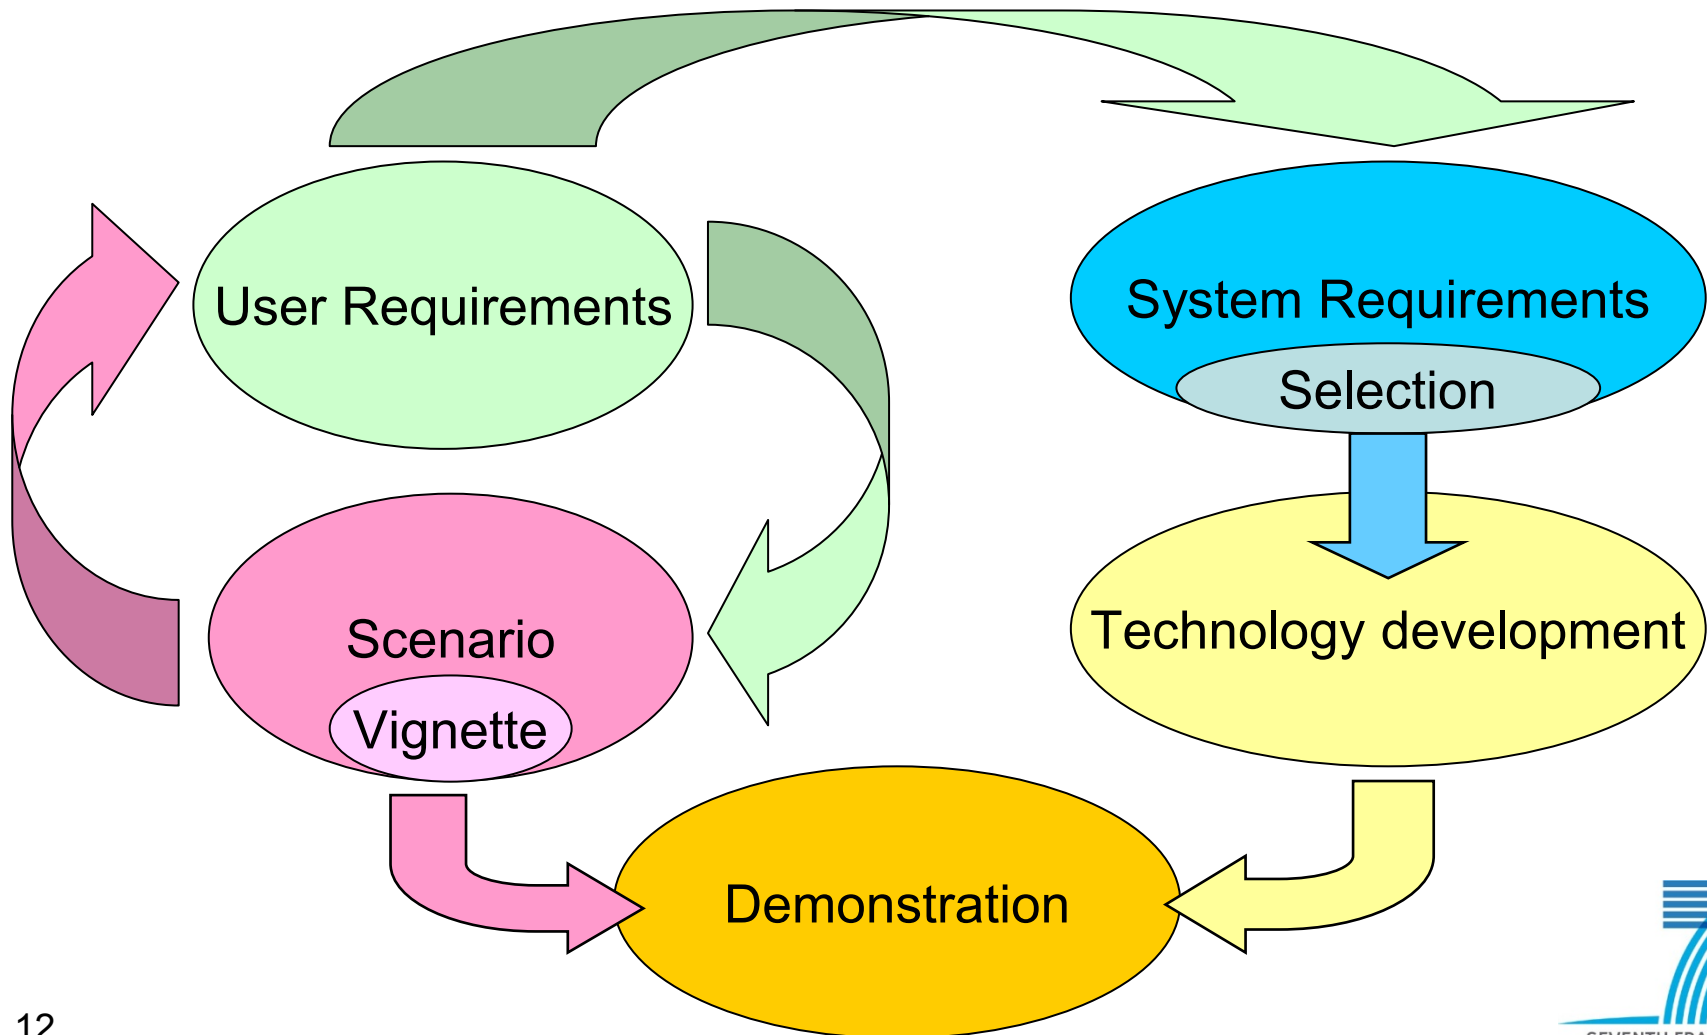 User Requirements
System Requirements
Selection
Scenario
Technology development
Vignette
Demonstration
12